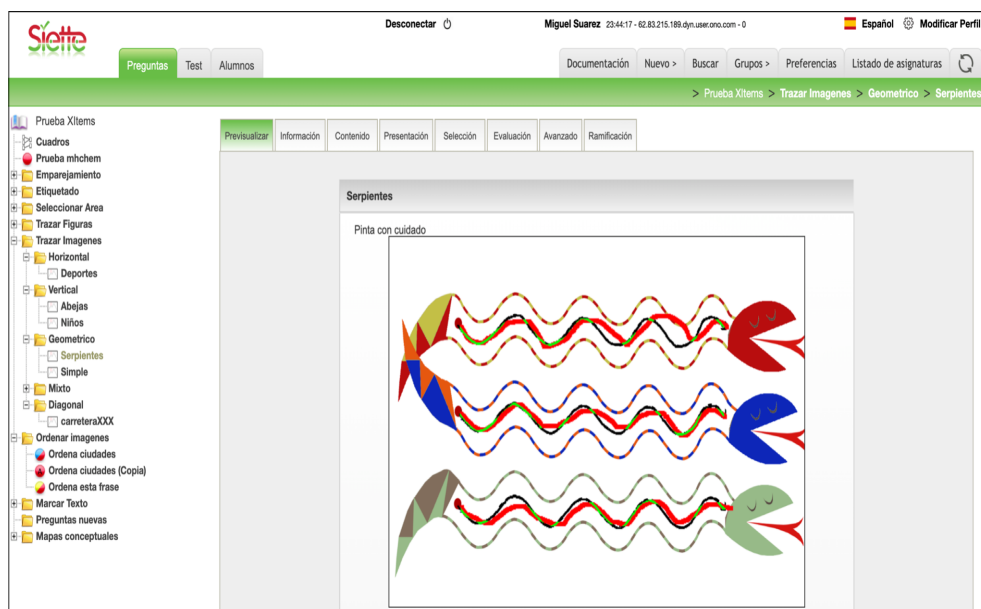 Siette
Desconectar
Miguel Suarez 23:44:17 - 62.83.215.189.dyn.user.ono.com - 0
Español
Modificar Perfil
Preguntas
Test
Alumnos
Documentación
Nuevo >
Buscar
Grupos >
Preferencias
Listado de asignaturas
> Prueba XItems > Trazar Imagenes > Geometrico > Serpientes
Prueba XItems
Cuadros
Prueba mhchem
Emparejamiento
Etiquetado
Seleccionar Area
Trazar Figuras
Trazar Imagenes
Horizontal
Deportes
Vertical
Abejas
Niños
Geometrico
Serpientes
Simple
Mixto
Diagonal
carreteraXXX
Ordenar imagenes
Ordena ciudades
Ordena ciudades (Copia)
Ordena esta frase
Marcar Texto
Preguntas nuevas
Mapas conceptuales
Previsualizar
Información
Contenido
Presentación
Selección
Evaluación
Avanzado
Ramificación
Serpientes
Pinta con cuidado